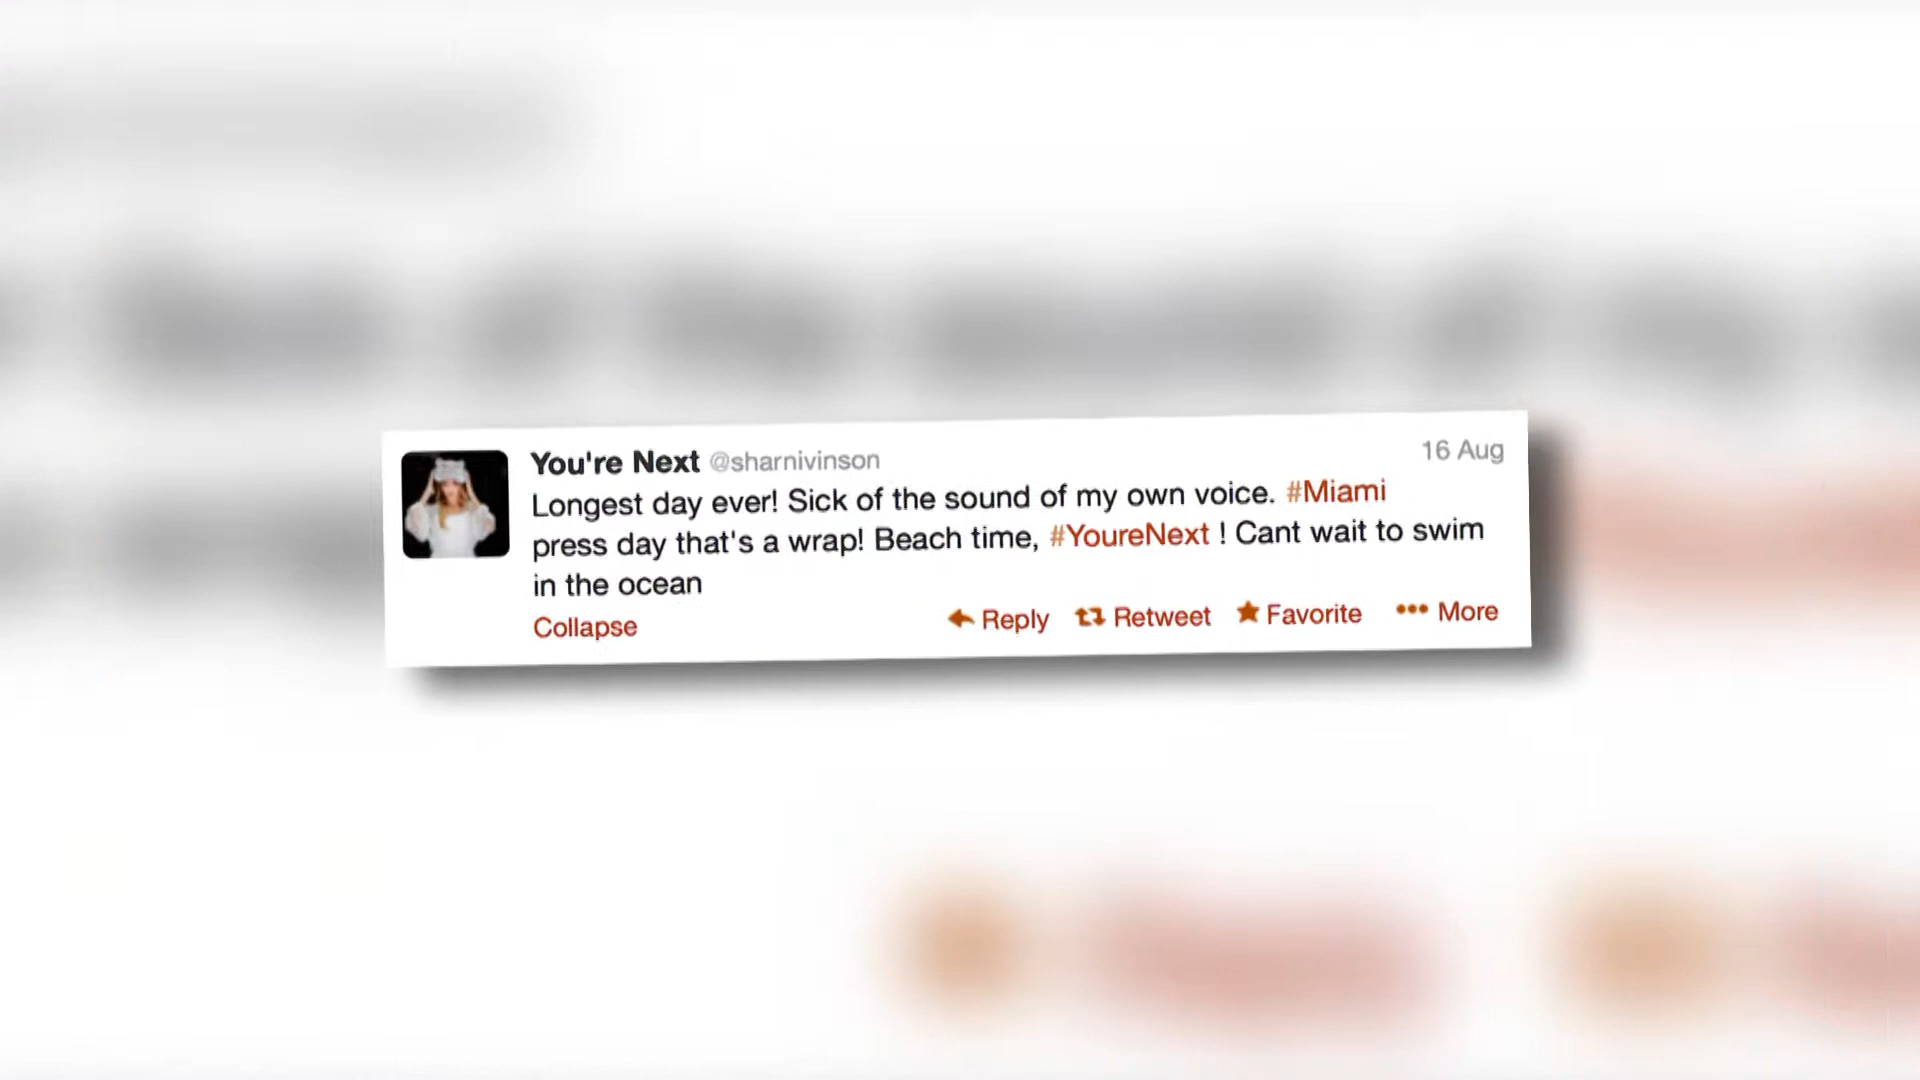 You're Next @sharnivinson 16 Aug
Longest day ever! Sick of the sound of my own voice. #Miami
press day that's a wrap! Beach time, #YoureNext ! Cant wait to swim
in the ocean
Collapse Reply Retweet Favorite More